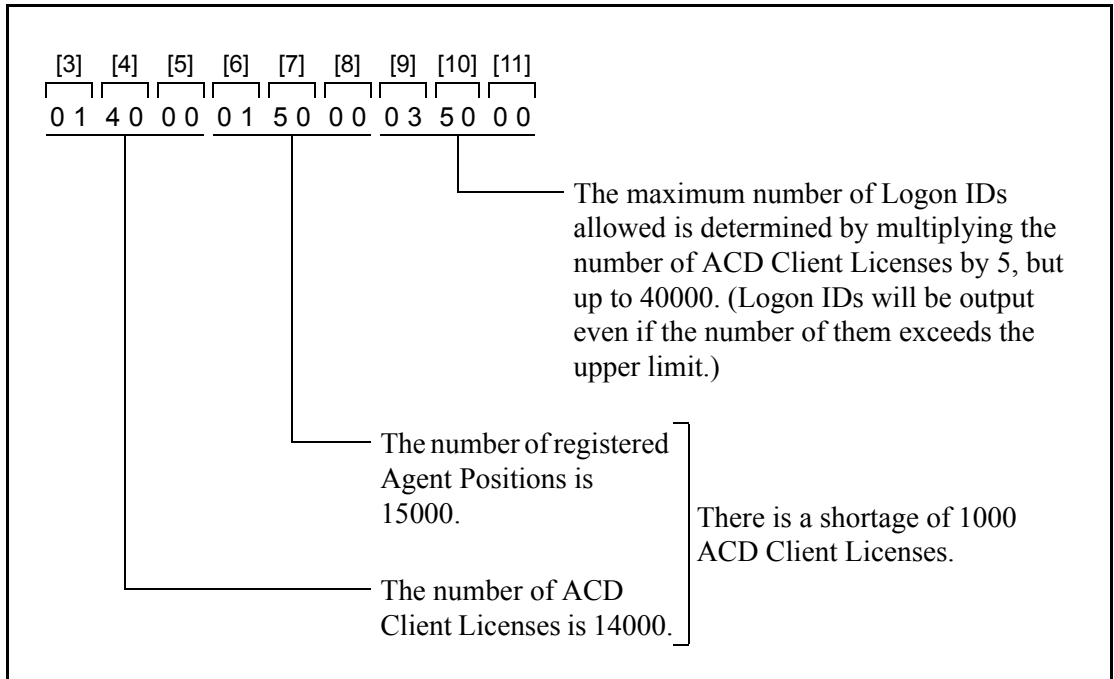 [3] [4] [5] [6] [7] [8] [9] [10] [11]
0 1 4 0 0 0 0 1 5 0 0 0 0 3 5 0 0 0
The maximum number of Logon IDs
allowed is determined by multiplying the
number of ACD Client Licenses by 5, but
up to 40000. (Logon IDs will be output
even if the number of them exceeds the
upper limit.)
The number of registered
Agent Positions is
15000.
There is a shortage of 1000
ACD Client Licenses.
The number of ACD
Client Licenses is 14000.